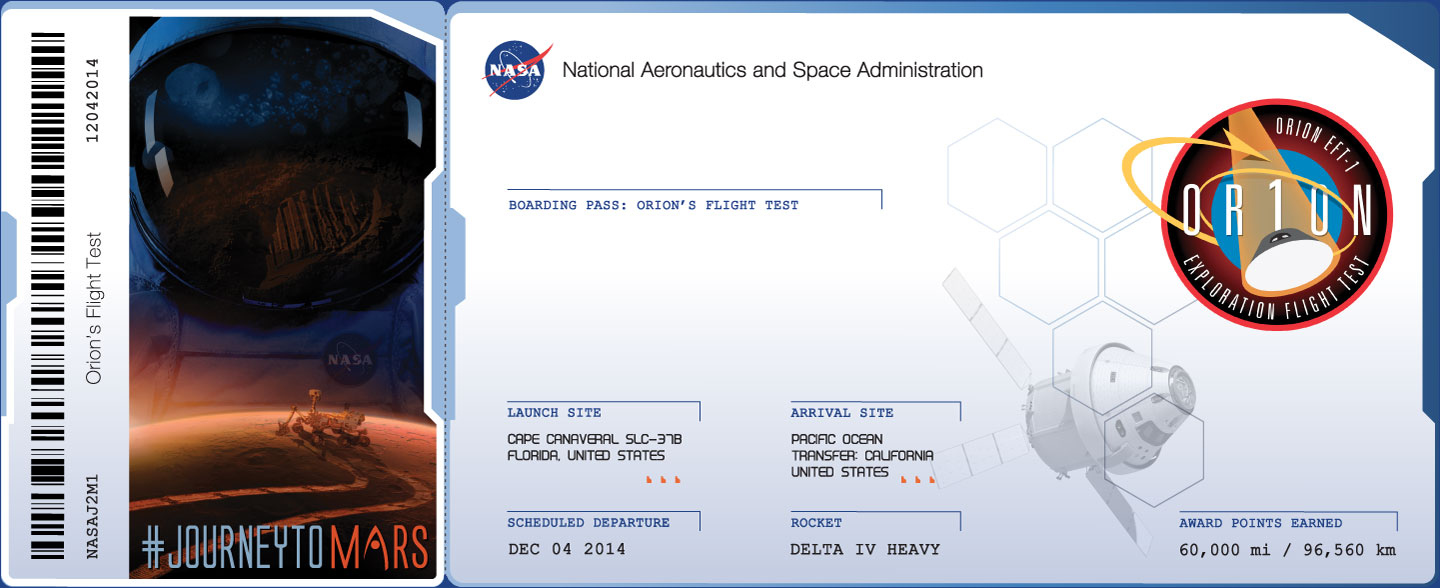 12042014
Orion's Flight Test
NASAJ2M1
NASA
#JOURNEYTOMARS
NASA
National Aeronautics and Space Administration
BOARDING PASS: ORION'S FLIGHT TEST
ORION EFT-1
OR1ON
EXPLORATION FLIGHT TEST
LAUNCH SITE
CAPE CANAVERAL SLC-37B
FLORIDA, UNITED STATES
ARRIVAL SITE
PACIFIC OCEAN
TRANSFER: CALIFORNIA
UNITED STATES
SCHEDULED DEPARTURE
DEC 04 2014
ROCKET
DELTA IV HEAVY
AWARD POINTS EARNED
60,000 mi / 96,560 km